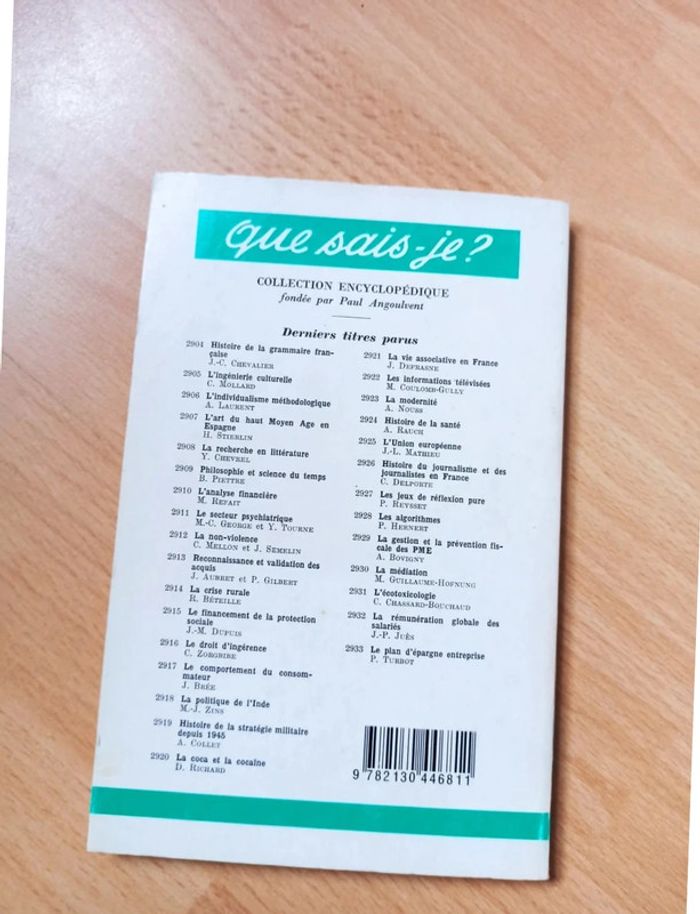 que sais-je?
COLLECTION ENCYCLOPÉDIQUE
fondée par Paul Angoulvent
Derniers titres parus
2904 Histoire de la grammaire fran-
çaise
J.-C. CHEVALIER
2905 L'ingénierie culturelle
C. MOLLARD
2906 L'individualisme méthodologique
A. LAURENT
2907 L'art du haut Moyen Age en
Espagne
H. STIERLIN
2908 La recherche en littérature
Y. CHEVREL
2909 Philosophie et science du temps
B. PIETTRE
2910 L'analyse financière
M. REFAIT
2911 Le secteur psychiatrique
M.-C. GEORGE et Y. TOURNE
2912 La non-violence
C. MELLON et J. SEMELIN
2913 Reconnaissance et validation des
acquis
J. AUBRET et P. GILBERT
2914 La crise rurale
R. BÉTEILLE
2915 Le financement de la protection
sociale
J.-M. DUPUIS
2916 Le droit d'ingérence
C. ZORGBIBE
2917 Le comportement du consom-
mateur
J. BRÉE
2918 La politique de l'Inde
M.-J. ZINS
2919 Histoire de la stratégie militaire
depuis 1945
A. COLLET
2920 La coca et la cocaïne
D. RICHARD
2921 La vie associative en France
J. DEFRASNE
2922 Les informations télévisées
M. COULOMB-GULLY
2923 La modernité
A. NOUSS
2924 Histoire de la santé
A. RAUCH
2925 L'Union européenne
J.-L. MATHIEU
2926 Histoire du journalisme et des
journalistes en France
C. DELPORTE
2927 Les jeux de réflexion pure
P. REYSSET
2928 Les algorithmes
P. HERNERT
2929 La gestion et la prévention fis-
cale des PME
A. BOVIGNY
2930 La médiation
M. GUILLAUME-HOFNUNG
2931 L'écotoxicologie
C. CHASSARD-BOUCHAUD
2932 La rémunération globale des
salariés
J.-P. JUÈS
2933 Le plan d'épargne entreprise
P. TURBOT
9 782130 446811